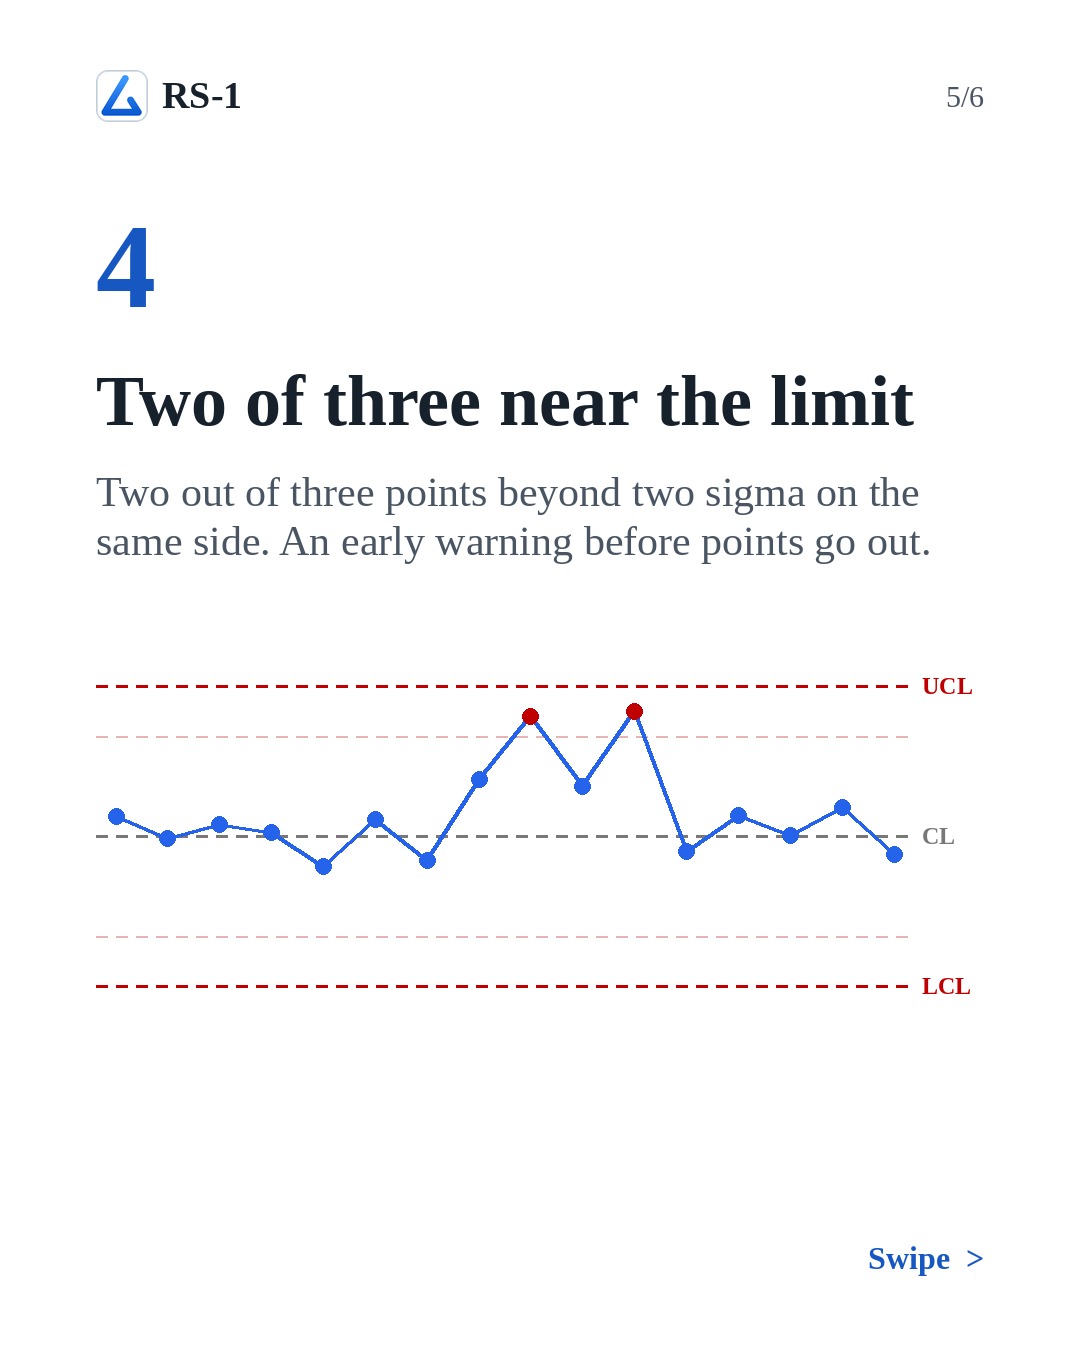 RS-1
5/6
4
Two of three near the limit
Two out of three points beyond two sigma on the
same side. An early warning before points go out.
UCL
CL
LCL
Swipe >